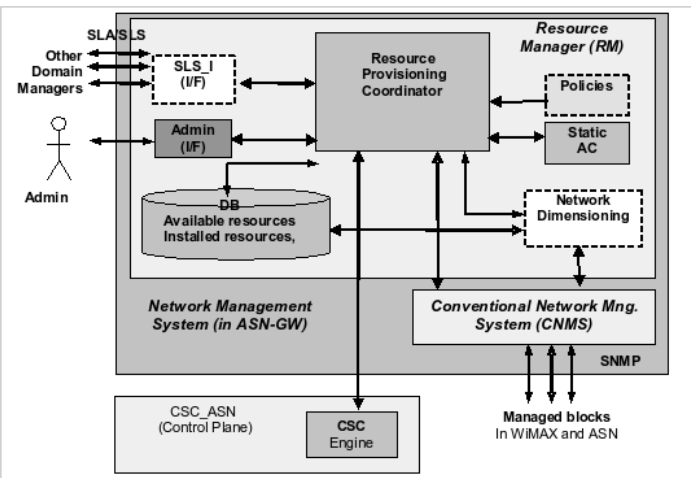 SLA/SLS
Other
Domain
Managers
SLS_I
(I/F)
Resource
Provisioning
Coordinator
Resource
Manager (RM)
Policies
Static
AC
Admin
(I/F)
Admin
DB
Available resources
Installed resources,
Network
Dimensioning
Network Management
System (in ASN-GW)
Conventional Network Mng.
System (CNMS)
SNMP
CSC_ASN
(Control Plane)
CSC
Engine
Managed blocks
In WiMAX and ASN